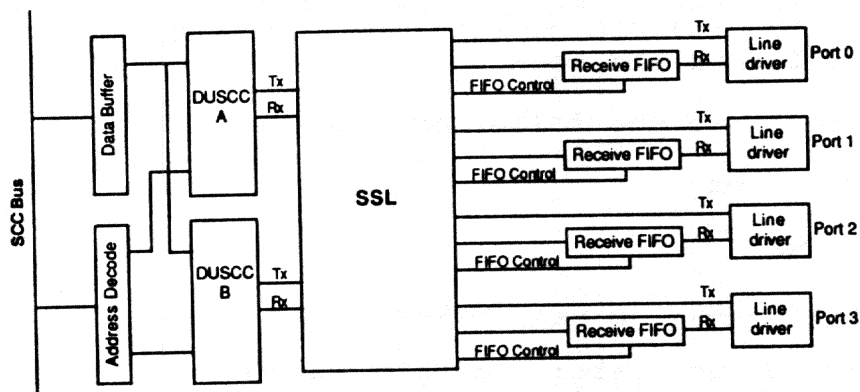 SCC Bus
Data Buffer
Address Decode
DUSCC
A
DUSCC
B
Tx
Rx
Tx
Rx
SSL
Tx
Receive FIFO
Rx
FIFO Control
Line
driver
Port 0
Tx
Receive FIFO
Rx
FIFO Control
Line
driver
Port 1
Tx
Receive FIFO
Rx
FIFO Control
Line
driver
Port 2
Tx
Receive FIFO
Rx
FIFO Control
Line
driver
Port 3